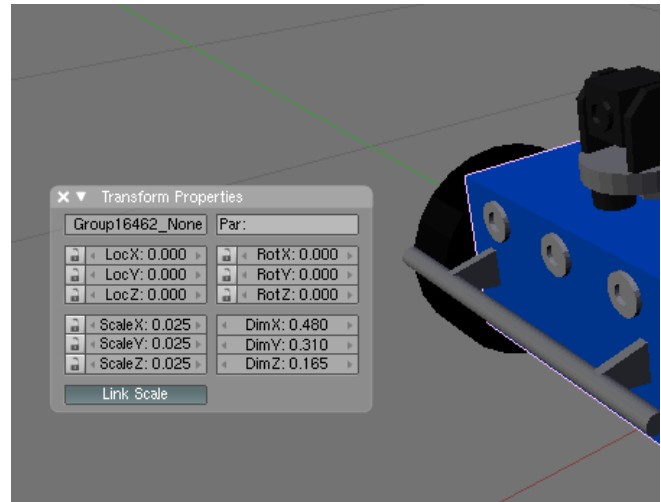 Transform Properties
Group16462_None Par:
LocX: 0.000 RotX: 0.000
LocY: 0.000 RotY: 0.000
LocZ: 0.000 RotZ: 0.000
ScaleX: 0.025 DimX: 0.480
ScaleY: 0.025 DimY: 0.310
ScaleZ: 0.025 DimZ: 0.165
Link Scale